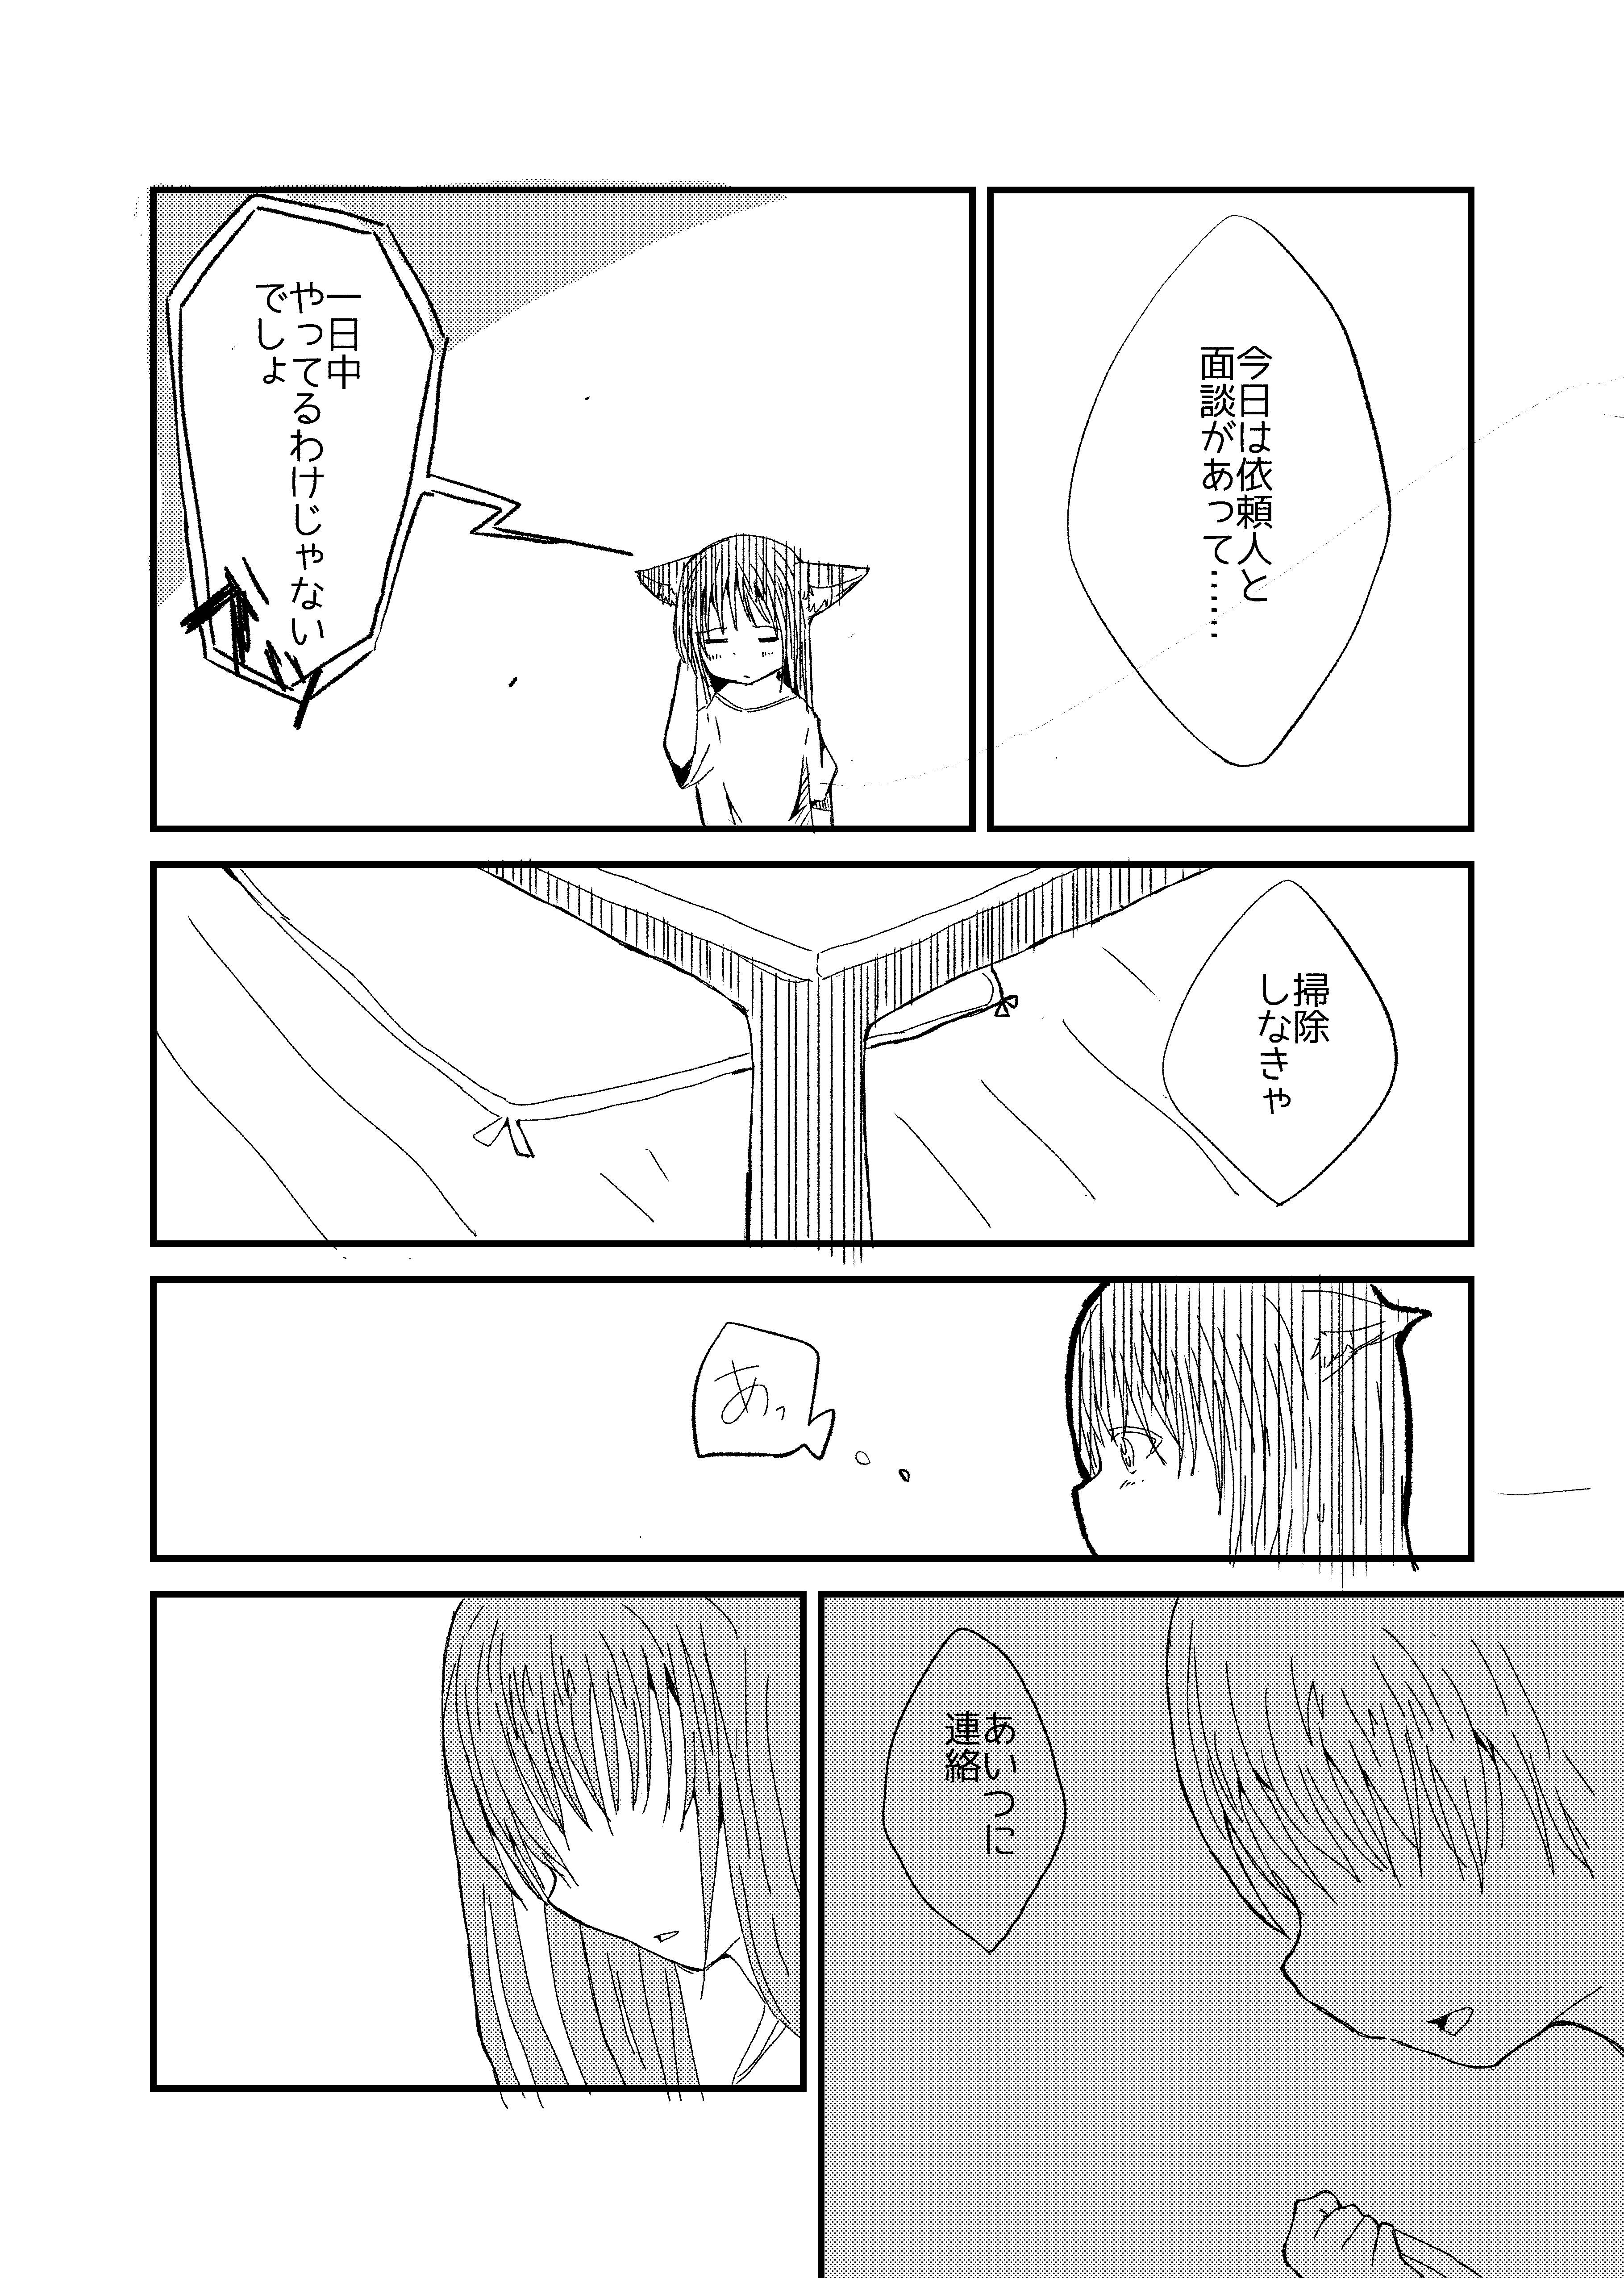 今日は依頼人と
面談があって……
一日中
やってるわけじゃない
でしょ
掃除
しなきゃ
あっ
あいつに
連絡